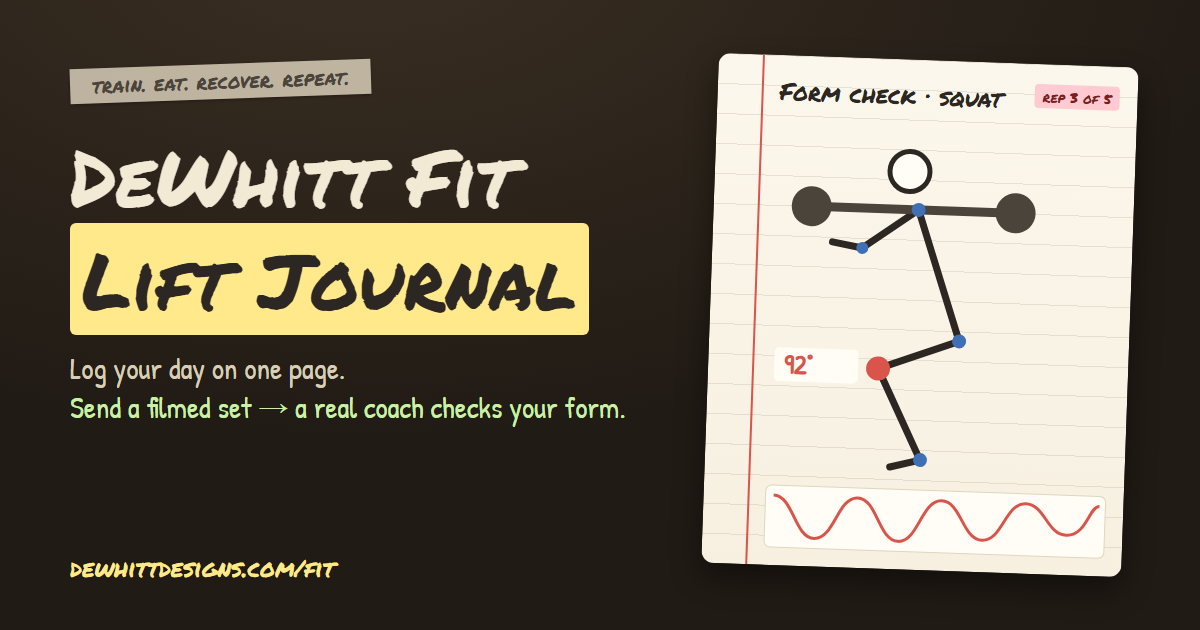 TRAIN. EAT. RECOVER. REPEAT.
DeWhitt Fit
Lift Journal
Log your day on one page.
Send a filmed set → a real coach checks your form.
DEWHITTDESIGNS.COM/FIT
Form check · squat
rep 3 of 5
92°